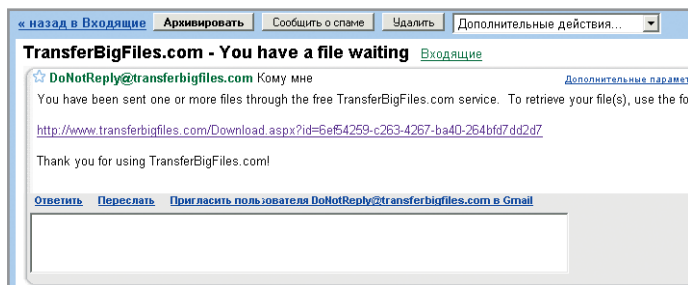 « назад в Входящие Архивировать Сообщить о спаме Удалить Дополнительные действия...
TransferBigFiles.com - You have a file waiting Входящие
DoNotReply@transferbigfiles.com Кому мне Дополнительные парамет
You have been sent one or more files through the free TransferBigFiles.com service. To retrieve your file(s), use the fo
http://www.transferbigfiles.com/Download.aspx?id=6ef54259-c263-4267-ba40-264bfd7dd2d7
Thank you for using TransferBigFiles.com!
Ответить Переслать Пригласить пользователя DoNotReply@transferbigfiles.com в Gmail